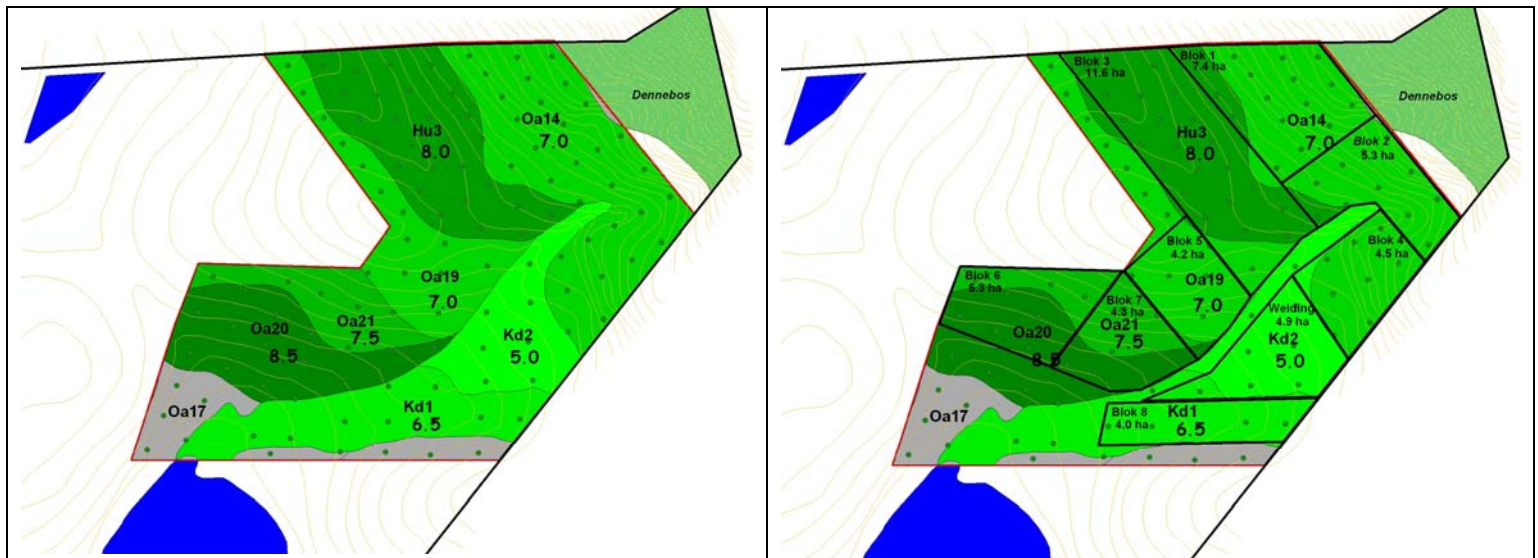 Dennebos
Hu3
8.0
Oa14
7.0
Oa19
7.0
Oa20
8.5
Oa21
7.5
Kd2
5.0
Oa17
Kd1
6.5
Blok 3
11.6 ha
Blok 1
7.4 ha
Dennebos
Oa14
7.0
Hu3
8.0
Blok 2
5.3 ha
Blok 5
4.2 ha
Blok 4
4.5 ha
Oa19
7.0
Blok 6
5.3 ha
Blok 7
4.3 ha
Oa21
7.5
Oa20
8.5
Weiding
4.9 ha
Kd2
5.0
Oa17
Blok 8
4.0 ha
Kd1
6.5